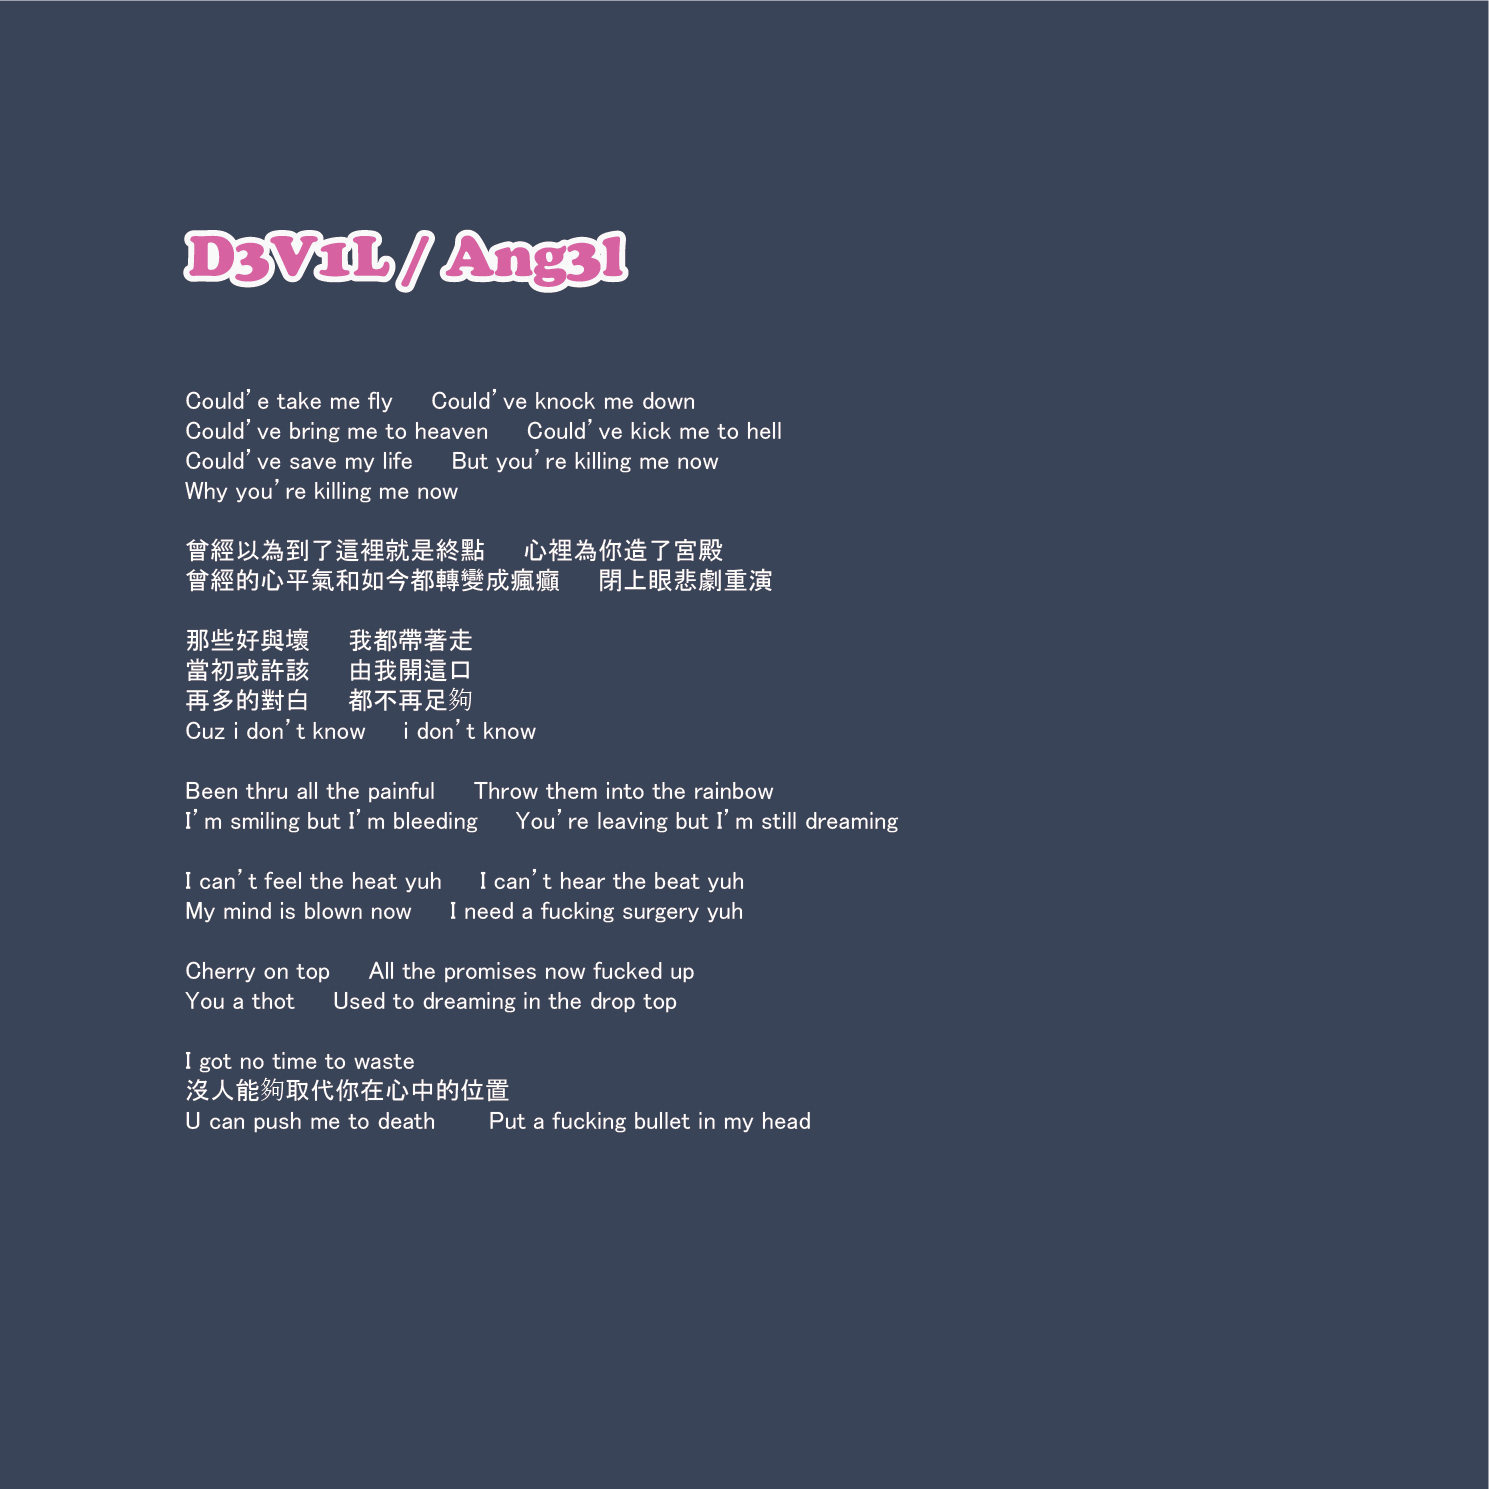 D3V1L / Ang3l
Could'e take me fly Could've knock me down
Could've bring me to heaven Could've kick me to hell
Could've save my life But you're killing me now
Why you're killing me now
曾經以為到了這裡就是終點 心裡為你造了宮殿
曾經的心平氣和如今都轉變成瘋癲 閉上眼悲劇重演
那些好與壞 我都帶著走
當初或許該 由我開這口
再多的對白 都不再足夠
Cuz i don't know i don't know
Been thru all the painful Throw them into the rainbow
I'm smiling but I'm bleeding You're leaving but I'm still dreaming
I can't feel the heat yuh I can't hear the beat yuh
My mind is blown now I need a fucking surgery yuh
Cherry on top All the promises now fucked up
You a thot Used to dreaming in the drop top
I got no time to waste
沒人能夠取代你在心中的位置
U can push me to death Put a fucking bullet in my head